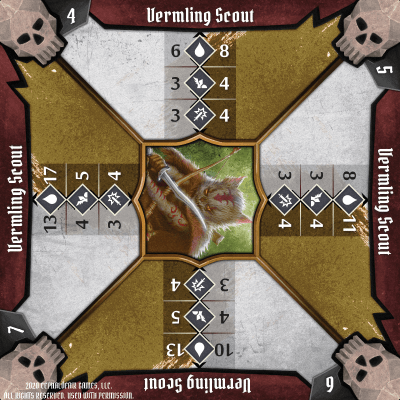 4
Vermling Scout
6 8
3 4
3 4
5
Vermling Scout
8 11
3 4
3 4
6
Vermling Scout
10 13
4 5
3 4
7
Vermling Scout
13 17
4 5
3 4
2020 CEPHALOFAIR GAMES, LLC.
ALL RIGHTS RESERVED. USED WITH PERMISSION.